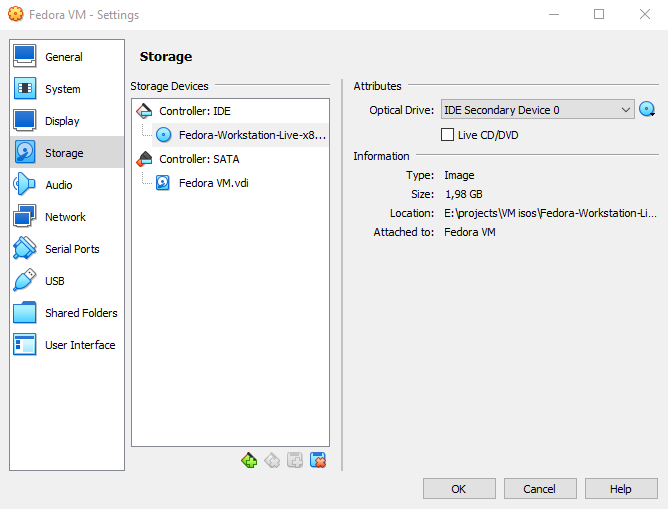 Fedora VM - Settings
General
System
Display
Storage
Audio
Network
Serial Ports
USB
Shared Folders
User Interface
Storage
Storage Devices
Controller: IDE
Fedora-Workstation-Live-x8...
Controller: SATA
Fedora VM.vdi
Attributes
Optical Drive: IDE Secondary Device 0
Live CD/DVD
Information
Type: Image
Size: 1,98 GB
Location: E:\projects\VM isos\Fedora-Workstation-Li...
Attached to: Fedora VM
OK Cancel Help